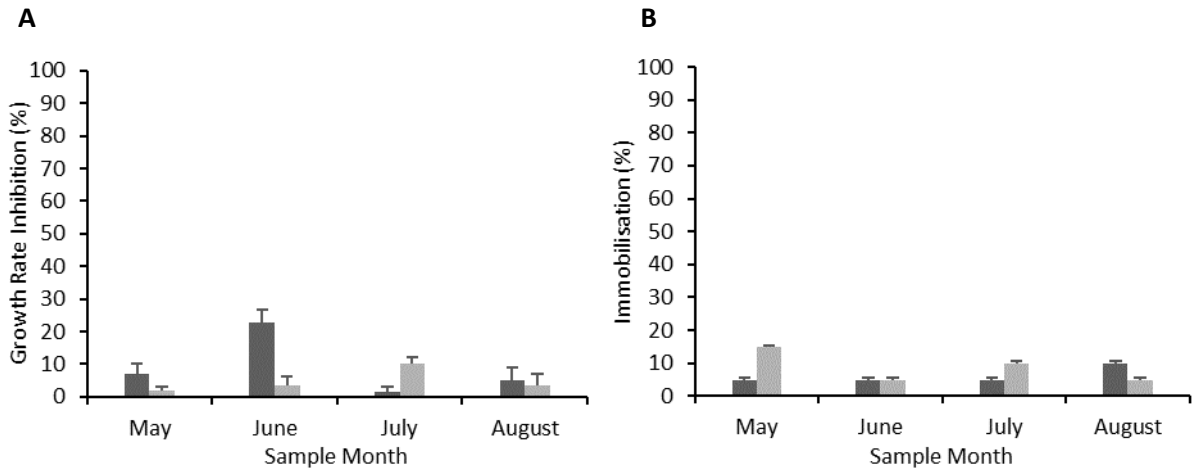 A
Growth Rate Inhibition (%)
100
90
80
70
60
50
40
30
20
10
0
May June July August
Sample Month
B
Immobilisation (%)
100
90
80
70
60
50
40
30
20
10
0
May June July August
Sample Month